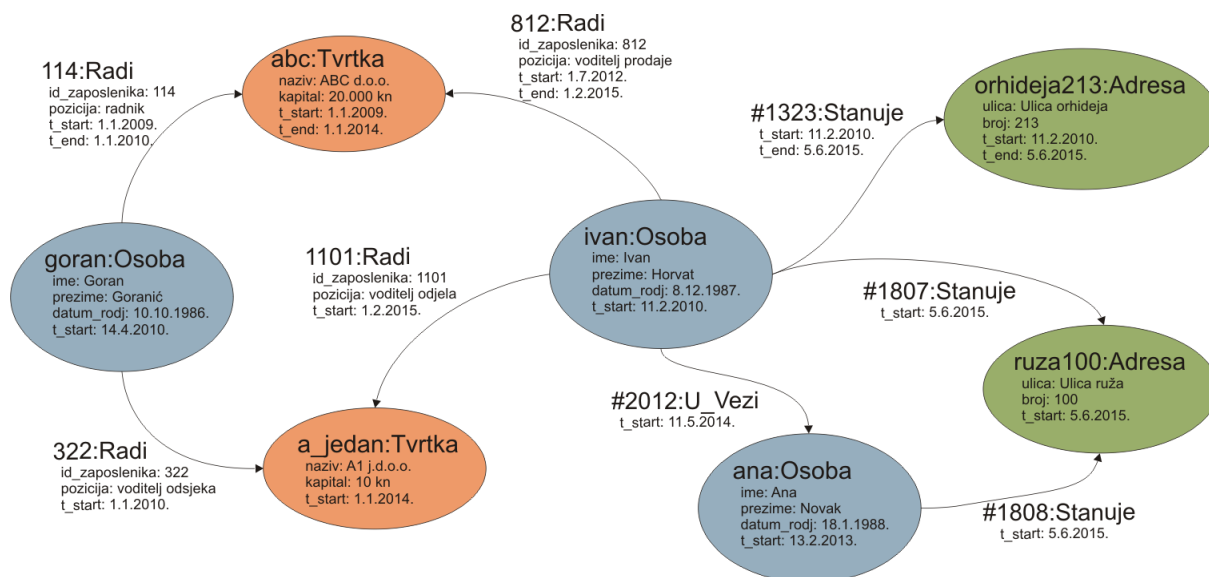 114:Radi
id_zaposlenika: 114
pozicija: radnik
t_start: 1.1.2009.
t_end: 1.1.2010.
abc:Tvrtka
naziv: ABC d.o.o.
kapital: 20.000 kn
t_start: 1.1.2009.
t_end: 1.1.2014.
812:Radi
id_zaposlenika: 812
pozicija: voditelj prodaje
t_start: 1.7.2012.
t_end: 1.2.2015.
#1323:Stanuje
t_start: 11.2.2010.
t_end: 5.6.2015.
orhideja213:Adresa
ulica: Ulica orhideja
broj: 213
t_start: 11.2.2010.
t_end: 5.6.2015.
goran:Osoba
ime: Goran
prezime: Goranić
datum_rodj: 10.10.1986.
t_start: 14.4.2010.
1101:Radi
id_zaposlenika: 1101
pozicija: voditelj odjela
t_start: 1.2.2015.
ivan:Osoba
ime: Ivan
prezime: Horvat
datum_rodj: 8.12.1987.
t_start: 11.2.2010.
#1807:Stanuje
t_start: 5.6.2015.
ruza100:Adresa
ulica: Ulica ruža
broj: 100
t_start: 5.6.2015.
322:Radi
id_zaposlenika: 322
pozicija: voditelj odsjeka
t_start: 1.1.2010.
a_jedan:Tvrtka
naziv: A1 j.d.o.o.
kapital: 10 kn
t_start: 1.1.2014.
#2012:U_Vezi
t_start: 11.5.2014.
ana:Osoba
ime: Ana
prezime: Novak
datum_rodj: 18.1.1988.
t_start: 13.2.2013.
#1808:Stanuje
t_start: 5.6.2015.